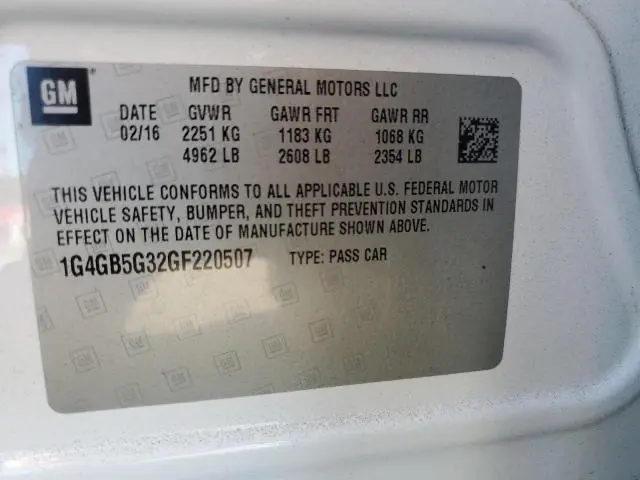 GM
MFD BY GENERAL MOTORS LLC
DATE GVWR GAWR FRT GAWR RR
02/16 2251 KG 1183 KG 1068 KG
4962 LB 2608 LB 2354 LB
THIS VEHICLE CONFORMS TO ALL APPLICABLE U.S. FEDERAL MOTOR
VEHICLE SAFETY, BUMPER, AND THEFT PREVENTION STANDARDS IN
EFFECT ON THE DATE OF MANUFACTURE SHOWN ABOVE.
1G4GB5G32GF220507 TYPE: PASS CAR